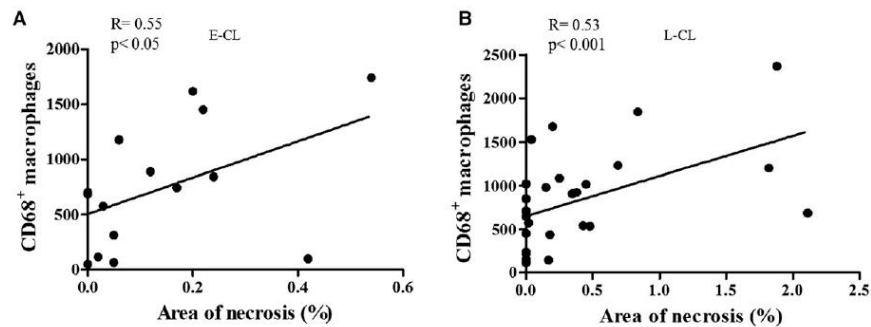 A
R= 0.55
p< 0.05
E-CL
CD68+ macrophages
2000
1500
1000
500
0
0.0 0.2 0.4 0.6
Area of necrosis (%)
B
R= 0.53
p< 0.001
L-CL
CD68+ macrophages
2500
2000
1500
1000
500
0
0.0 0.5 1.0 1.5 2.0 2.5
Area of necrosis (%)